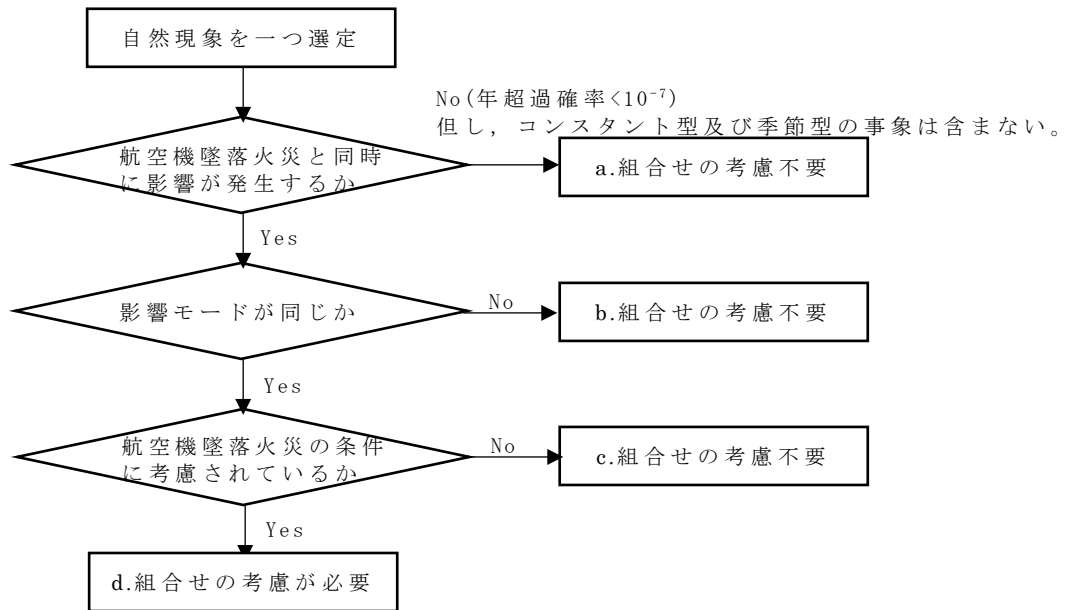 自然現象を一つ選定
No(年超過確率<10⁻⁷)
但し，コンスタント型及び季節型の事象は含まない。
航空機墜落火災と同時
に影響が発生するか
a.組合せの考慮不要
Yes
影響モードが同じか
No
b.組合せの考慮不要
Yes
航空機墜落火災の条件
に考慮されているか
No
c.組合せの考慮不要
Yes
d.組合せの考慮が必要